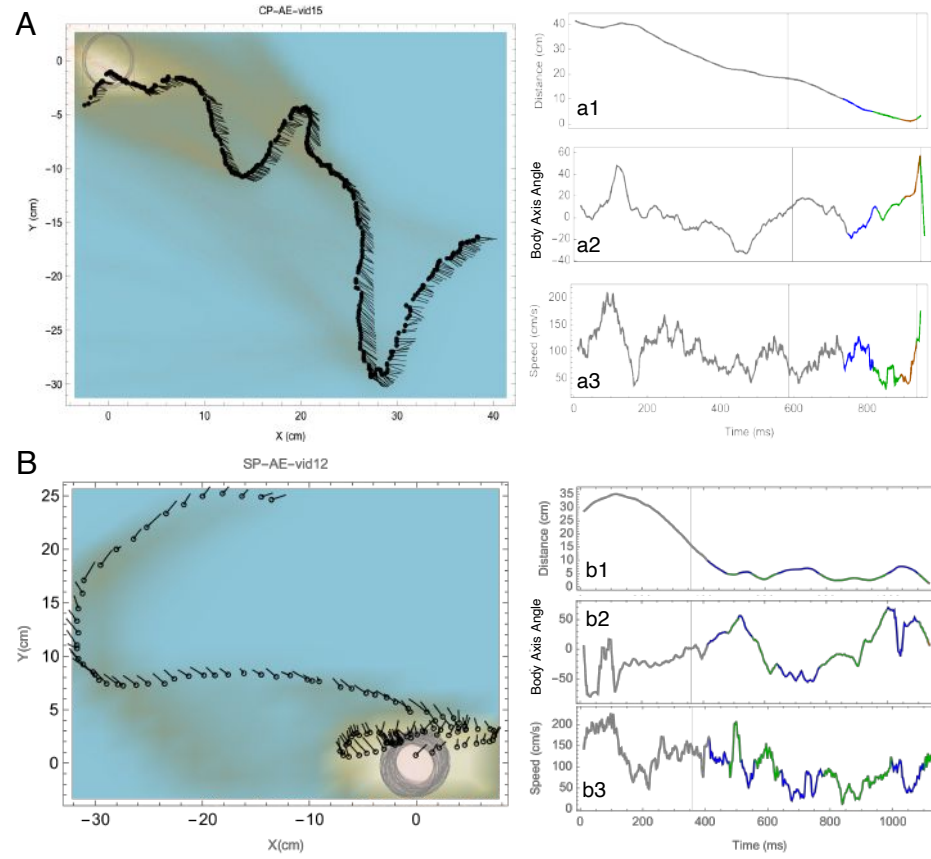 A
CP-AE-vid15
0
-5
-10
-15
-20
-25
-30
Y (cm)
0 10 20 30 40
X (cm)
40
30
20
10
0
Distance (cm)
a1
60
40
20
0
-20
-40
Body Axis Angle
a2
200
150
100
50
Speed (cm/s)
a3
0 200 400 600 800
Time (ms)
B
SP-AE-vid12
25
20
15
10
5
0
Y(cm)
-30 -20 -10 0
X(cm)
35
30
25
20
15
10
5
0
Distance (cm)
b1
50
0
-50
Body Axis Angle
b2
200
150
100
50
0
Speed (cm/s)
b3
0 200 400 600 800 1000
Time (ms)